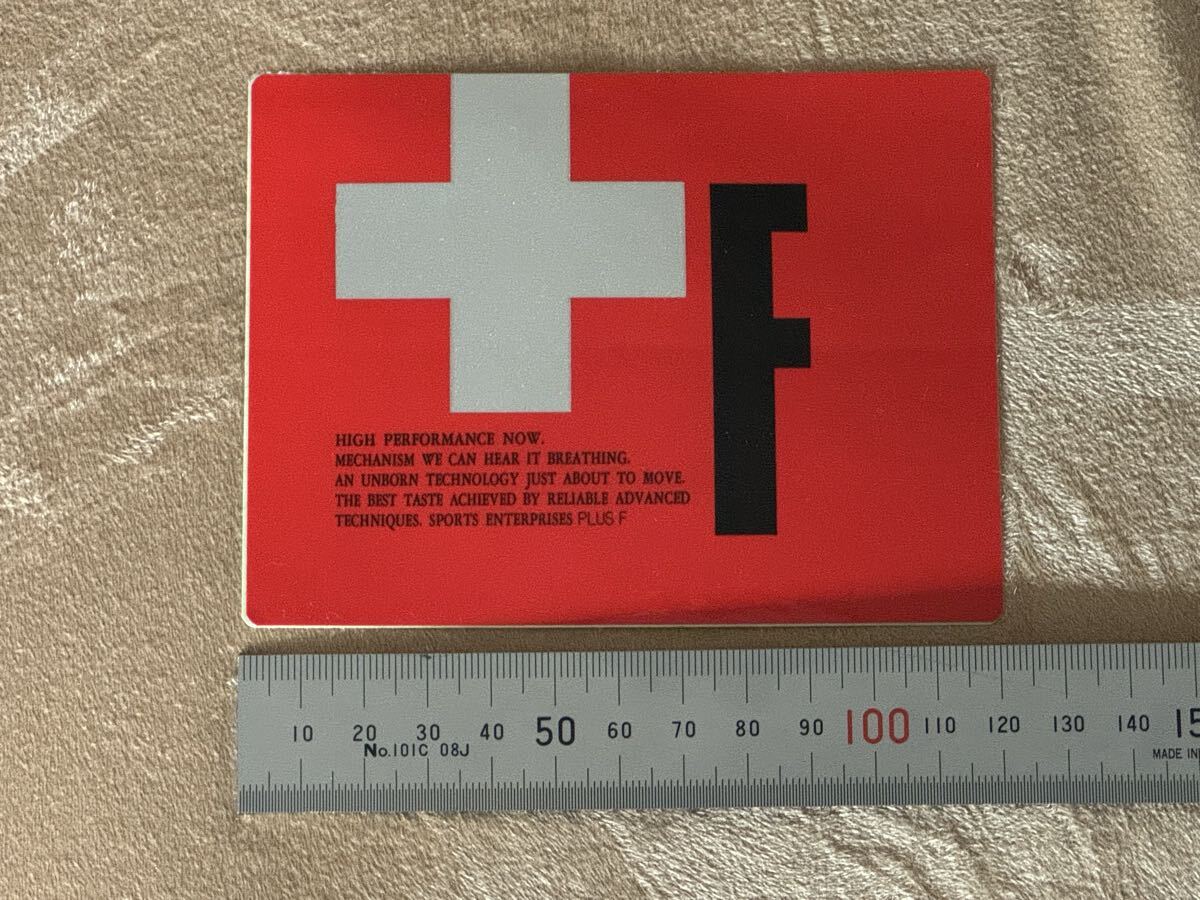 F
HIGH PERFORMANCE NOW.
MECHANISM WE CAN HEAR IT BREATHING.
AN UNBORN TECHNOLOGY JUST ABOUT TO MOVE.
THE BEST TASTE ACHIEVED BY RELIABLE ADVANCED
TECHNIQUES. SPORTS ENTERPRISES PLUS F
10 20 30 40 50 60 70 80 90 100 110 120 130 140 15
No.101C 08J
MADE IN